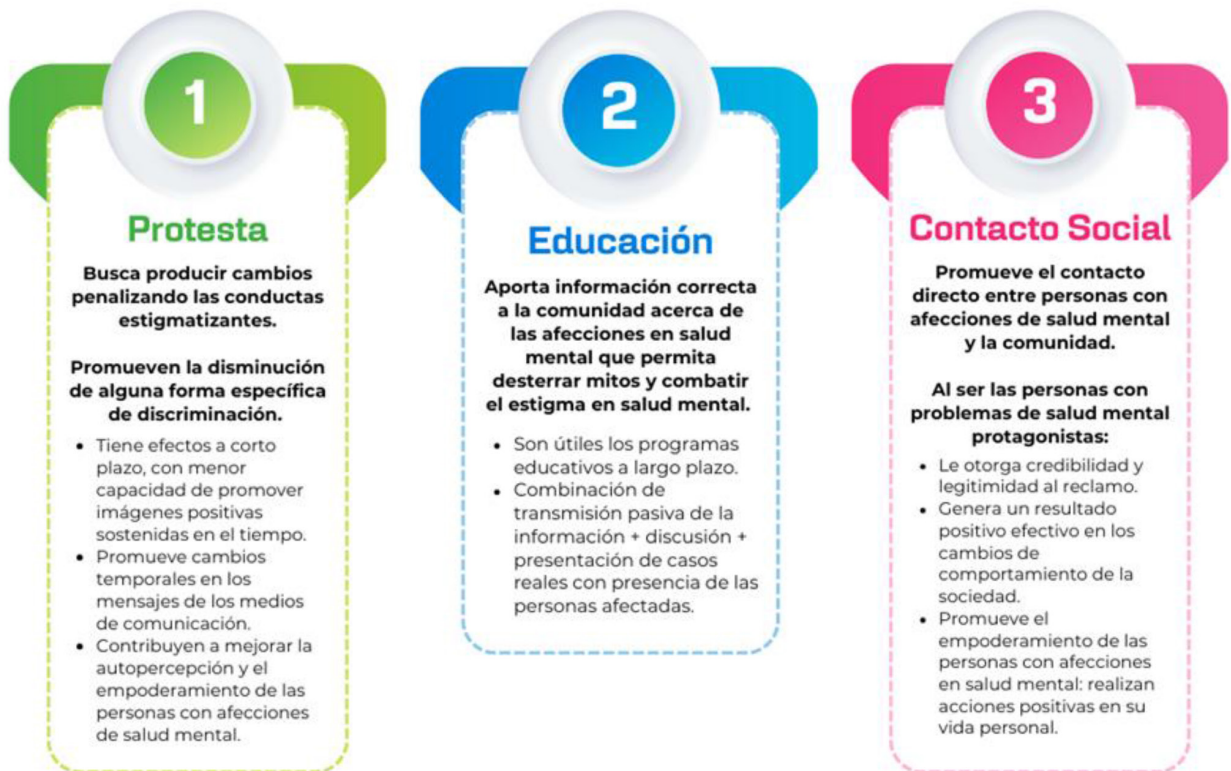 1
Protesta
Busca producir cambios
penalizando las conductas
estigmatizantes.
Promueven la disminución
de alguna forma específica
de discriminación.
• Tiene efectos a corto
plazo, con menor
capacidad de promover
imágenes positivas
sostenidas en el tiempo.
• Promueve cambios
temporales en los
mensajes de los medios
de comunicación.
• Contribuyen a mejorar la
autopercepción y el
empoderamiento de las
personas con afecciones
de salud mental.
2
Educación
Aporta información correcta
a la comunidad acerca de
las afecciones en salud
mental que permita
desterrar mitos y combatir
el estigma en salud mental.
• Son útiles los programas
educativos a largo plazo.
• Combinación de
transmisión pasiva de la
información + discusión +
presentación de casos
reales con presencia de las
personas afectadas.
3
Contacto Social
Promueve el contacto
directo entre personas con
afecciones de salud mental
y la comunidad.
Al ser las personas con
problemas de salud mental
protagonistas:
• Le otorga credibilidad y
legitimidad al reclamo.
• Genera un resultado
positivo efectivo en los
cambios de
comportamiento de la
sociedad.
• Promueve el
empoderamiento de las
personas con afecciones
en salud mental: realizan
acciones positivas en su
vida personal.